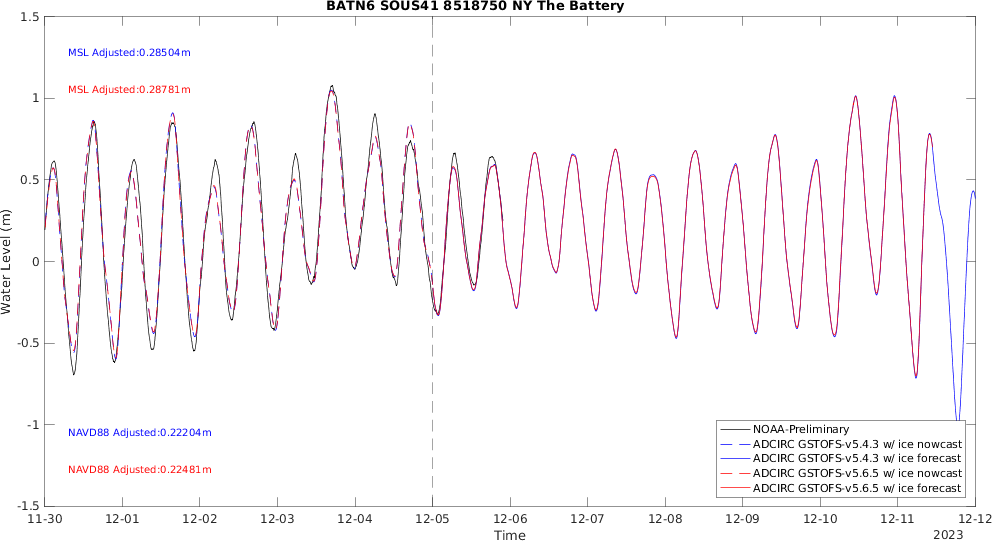 BATN6 SOUS41 8518750 NY The Battery
1.5
1
0.5
0
-0.5
-1
-1.5
Water Level (m)
MSL Adjusted:0.28504m
MSL Adjusted:0.28781m
NAVD88 Adjusted:0.22204m
NAVD88 Adjusted:0.22481m
NOAA-Preliminary
ADCIRC GSTOFS-v5.4.3 w/ ice nowcast
ADCIRC GSTOFS-v5.4.3 w/ ice forecast
ADCIRC GSTOFS-v5.6.5 w/ ice nowcast
ADCIRC GSTOFS-v5.6.5 w/ ice forecast
11-30 12-01 12-02 12-03 12-04 12-05 12-06 12-07 12-08 12-09 12-10 12-11 12-12
Time
2023